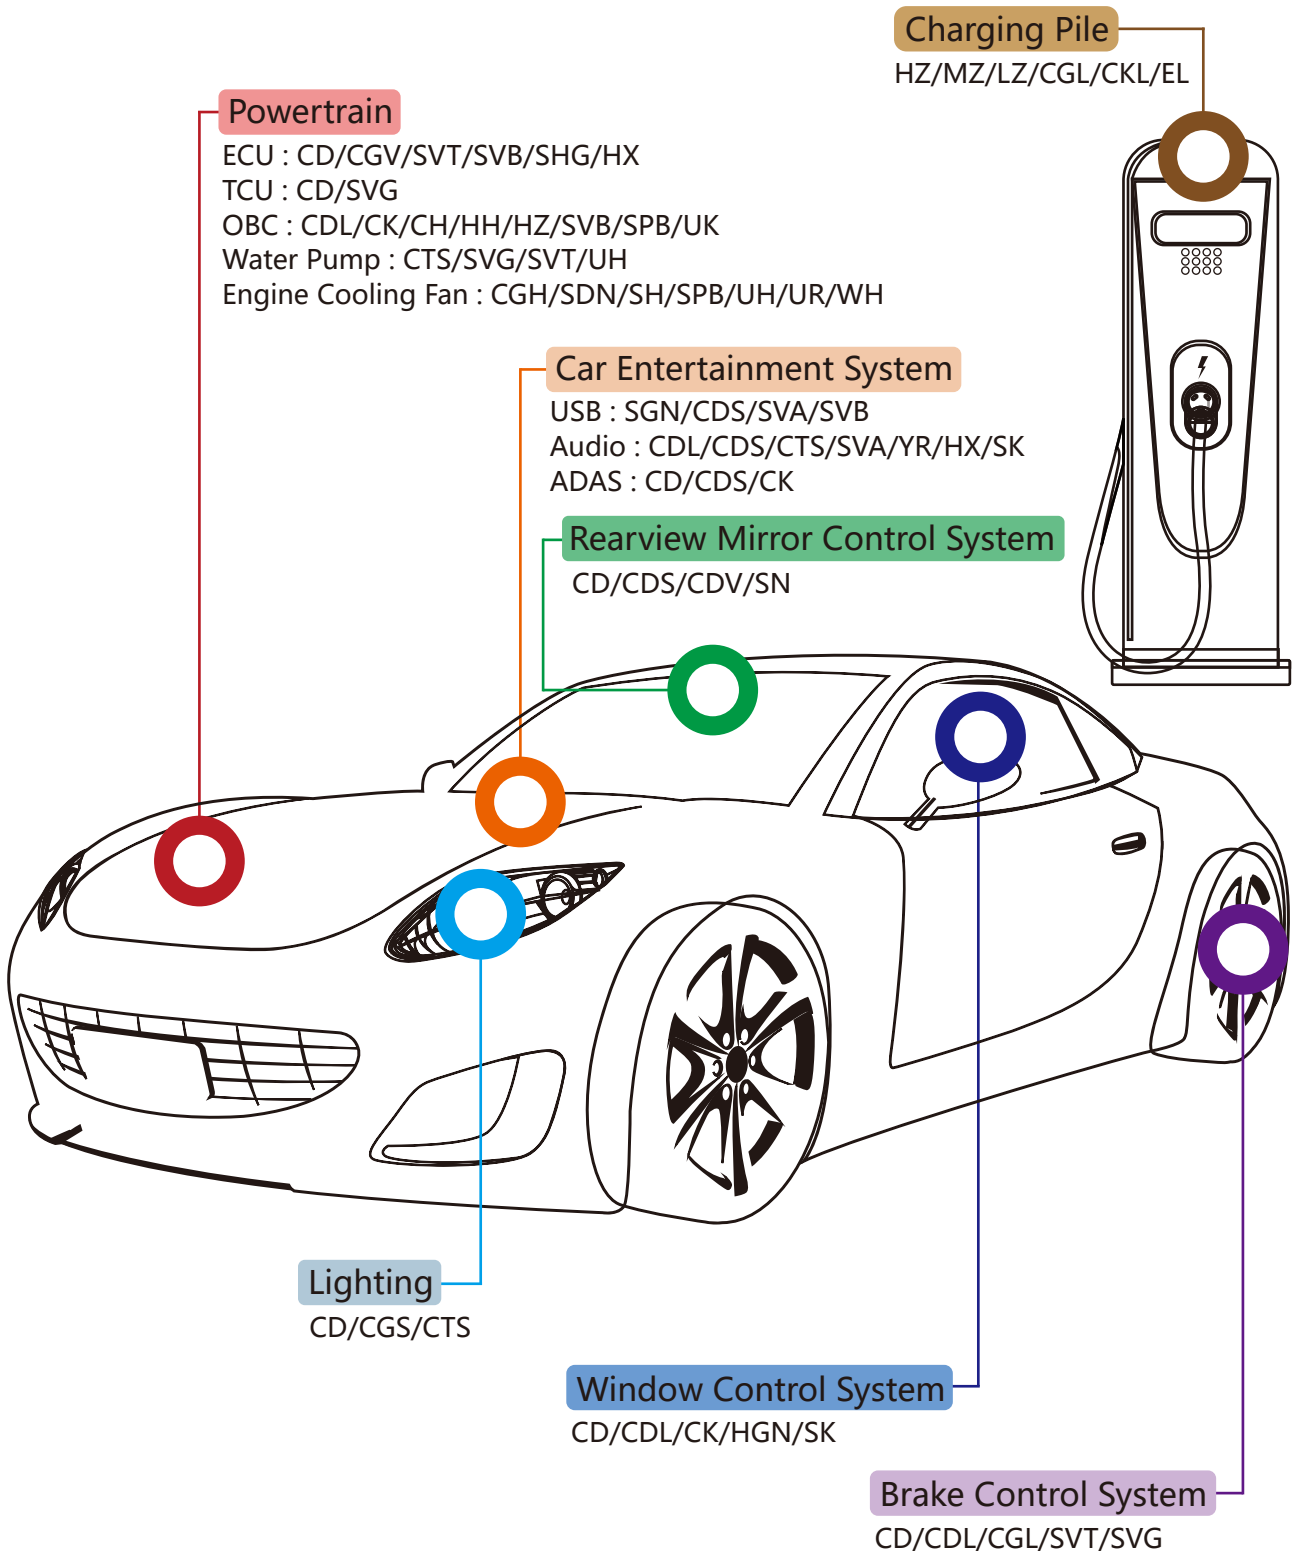 Charging Pile
HZ/MZ/LZ/CGL/CKL/EL
Powertrain
ECU : CD/CGV/SVT/SVB/SHG/HX
TCU : CD/SVG
OBC : CDL/CK/CH/HH/HZ/SVB/SPB/UK
Water Pump : CTS/SVG/SVT/UH
Engine Cooling Fan : CGH/SDN/SH/SPB/UH/UR/WH
Car Entertainment System
USB : SGN/CDS/SVA/SVB
Audio : CDL/CDS/CTS/SVA/YR/HX/SK
ADAS : CD/CDS/CK
Rearview Mirror Control System
CD/CDS/CDV/SN
Lighting
CD/CGS/CTS
Window Control System
CD/CDL/CK/HGN/SK
Brake Control System
CD/CDL/CGL/SVT/SVG